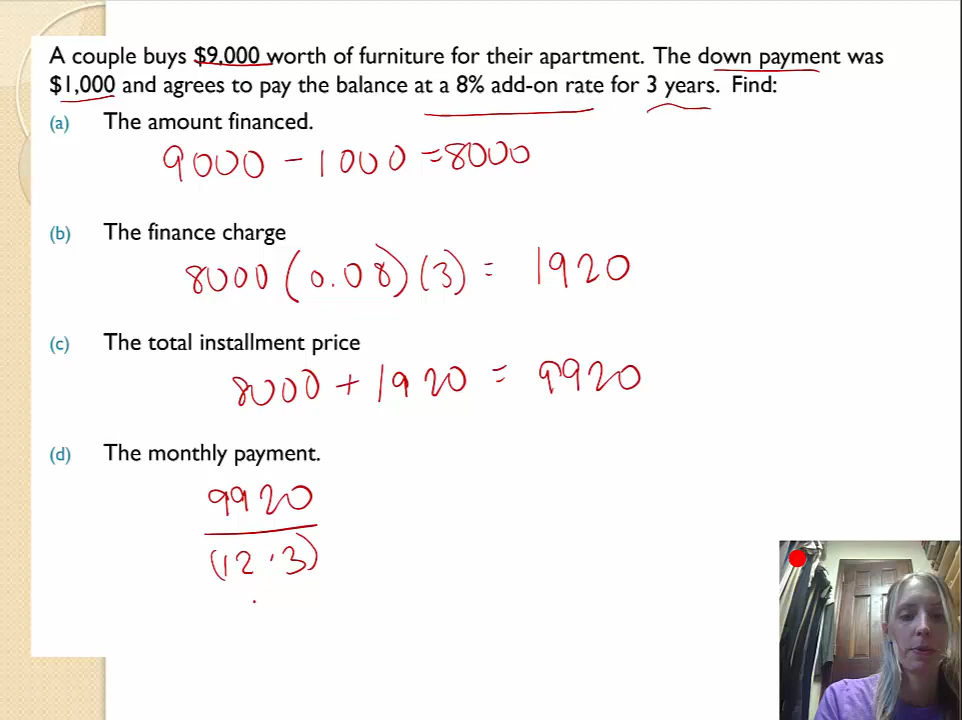 A couple buys $9,000 worth of furniture for their apartment. The down payment was
$1,000 and agrees to pay the balance at a 8% add-on rate for 3 years. Find:
(a) The amount financed.
9000 - 1000 = 8000
(b) The finance charge
8000 (0.08) (3) = 1920
(c) The total installment price
8000 + 1920 = 9920
(d) The monthly payment.
9920
(12 · 3)